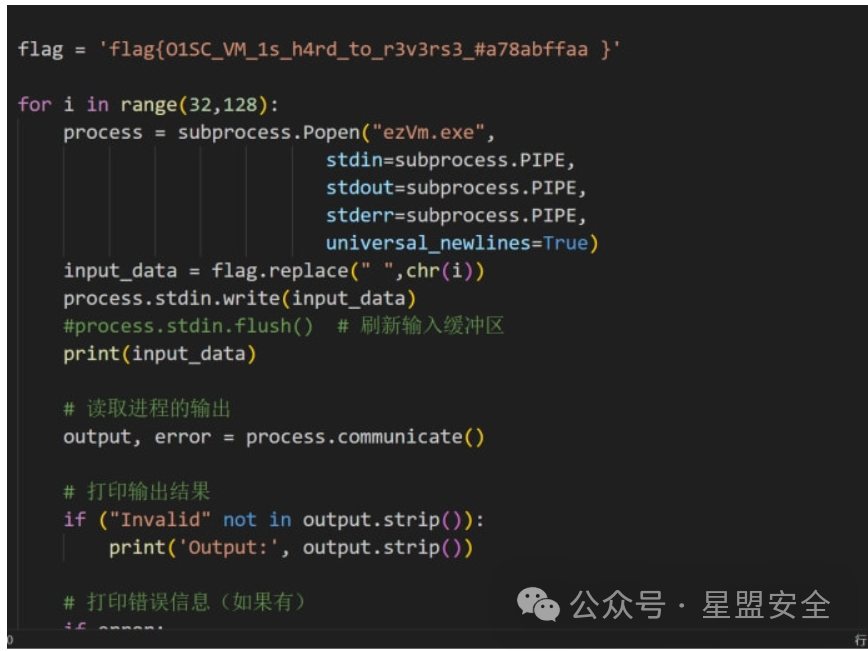 flag = 'flag{O1SC_VM_1s_h4rd_to_r3v3rs3_#a78abffaa }'

for i in range(32,128):
    process = subprocess.Popen("ezVm.exe",
                               stdin=subprocess.PIPE,
                               stdout=subprocess.PIPE,
                               stderr=subprocess.PIPE,
                               universal_newlines=True)
    input_data = flag.replace(" ",chr(i))
    process.stdin.write(input_data)
    #process.stdin.flush()  # 刷新输入缓冲区
    print(input_data)

    # 读取进程的输出
    output, error = process.communicate()

    # 打印输出结果
    if ("Invalid" not in output.strip()):
        print('Output:', output.strip())

    # 打印错误信息（如果有）
    if error:
公众号 · 星盟安全
行